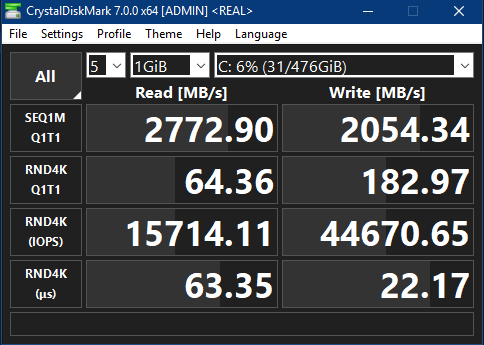 CrystalDiskMark 7.0.0 x64 [ADMIN] <REAL>
File Settings Profile Theme Help Language
All 5 1GiB C: 6% (31/476GiB)
Read [MB/s] Write [MB/s]
SEQ1M
Q1T1 2772.90 2054.34
RND4K
Q1T1 64.36 182.97
RND4K
(IOPS) 15714.11 44670.65
RND4K
(μs) 63.35 22.17